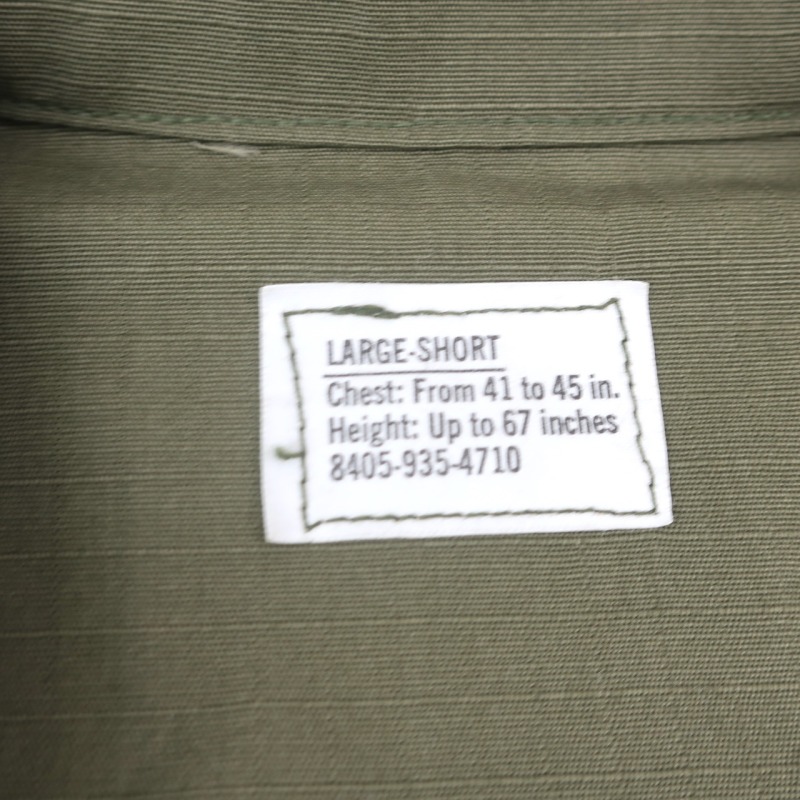 LARGE-SHORT
Chest: From 41 to 45 in.
Height: Up to 67 inches
8405-935-4710